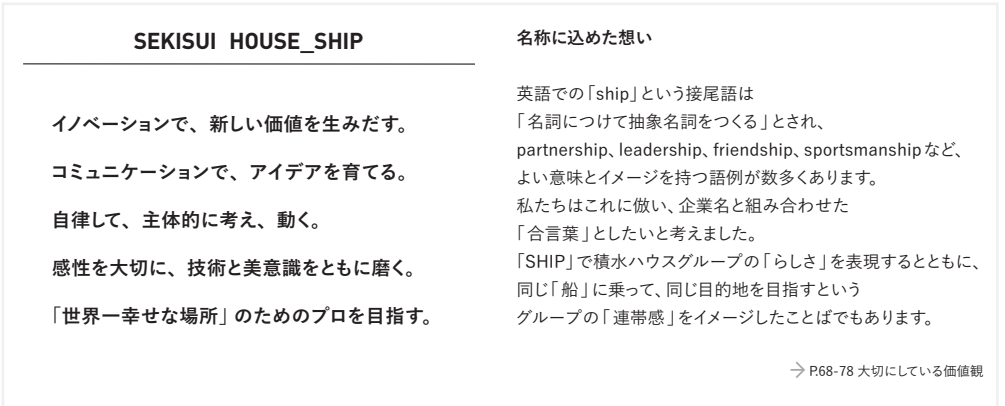 SEKISUI HOUSE_SHIP
イノベーションで、新しい価値を生みだす。
コミュニケーションで、アイデアを育てる。
自律して、主体的に考え、動く。
感性を大切に、技術と美意識をともに磨く。
「世界一幸せな場所」のためのプロを目指す。
名称に込めた想い
英語での「ship」という接尾語は
「名詞につけて抽象名詞をつくる」とされ、
partnership、leadership、friendship、sportsmanshipなど、
よい意味とイメージを持つ語例が数多くあります。
私たちはこれに倣い、企業名と組み合わせた
「合言葉」としたいと考えました。
「SHIP」で積水ハウスグループの「らしさ」を表現するとともに、
同じ「船」に乗って、同じ目的地を目指すという
グループの「連帯感」をイメージしたことばでもあります。
→ P.68-78 大切にしている価値観